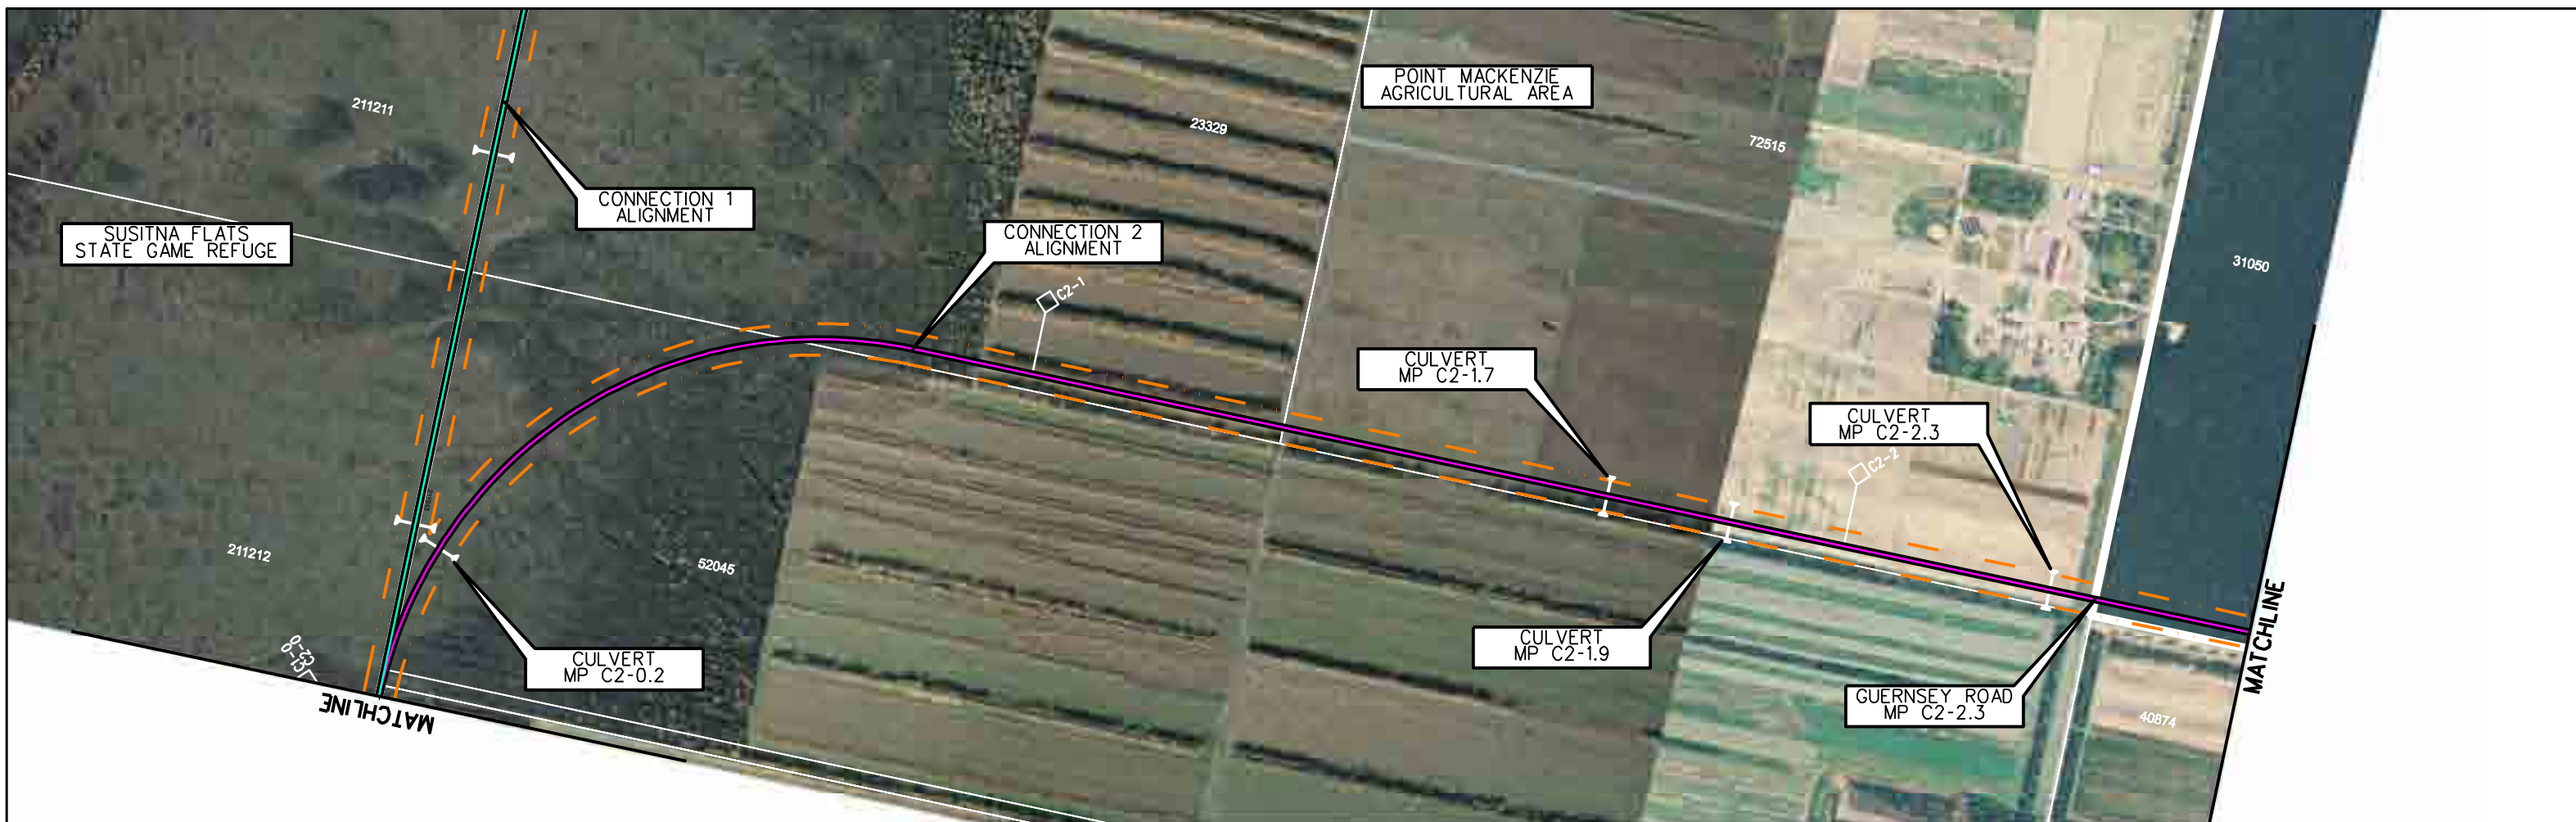 211211
POINT MACKENZIE
AGRICULTURAL AREA
23329
72515
CONNECTION 1
ALIGNMENT
SUSITNA FLATS
STATE GAME REFUGE
CONNECTION 2
ALIGNMENT
31050
C2-1
CULVERT
MP C2-1.7
CULVERT
MP C2-2.3
C2-2
211212
52045
CULVERT
MP C2-0.2
CULVERT
MP C2-1.9
GUERNSEY ROAD
MP C2-2.3
40874
C1-0
C2-0
MATCHLINE
MATCHLINE